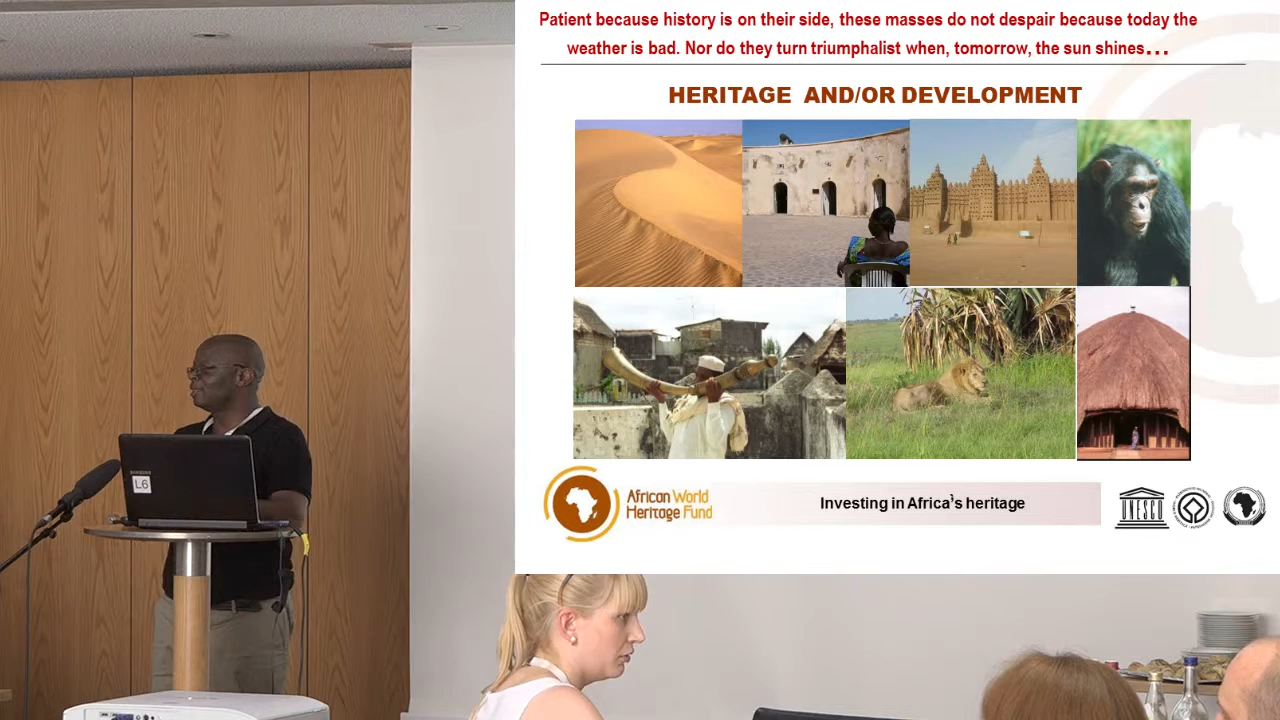 Patient because history is on their side, these masses do not despair because today the
weather is bad. Nor do they turn triumphalist when, tomorrow, the sun shines...
HERITAGE AND/OR DEVELOPMENT
African World
Heritage Fund
Investing in Africa's heritage
UNESCO
SAMSUNG
L6